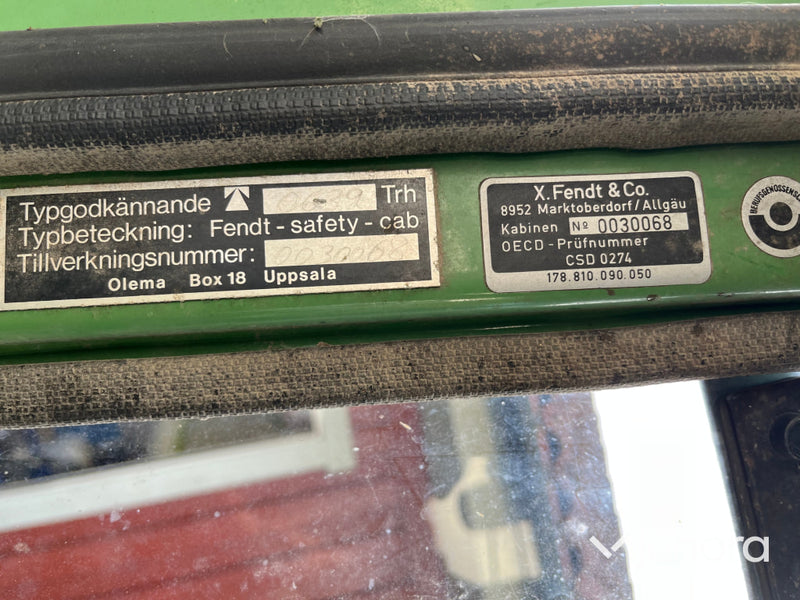 Typgodkännande Trh
Typbeteckning: Fendt - safety - cab
Tillverkningsnummer: 0030068
Olema Box 18 Uppsala
X. Fendt & Co.
8952 Marktoberdorf/Allgäu
Kabinen Nº 0030068
OECD - Prüfnummer
CSD 0274
178.810.090.050